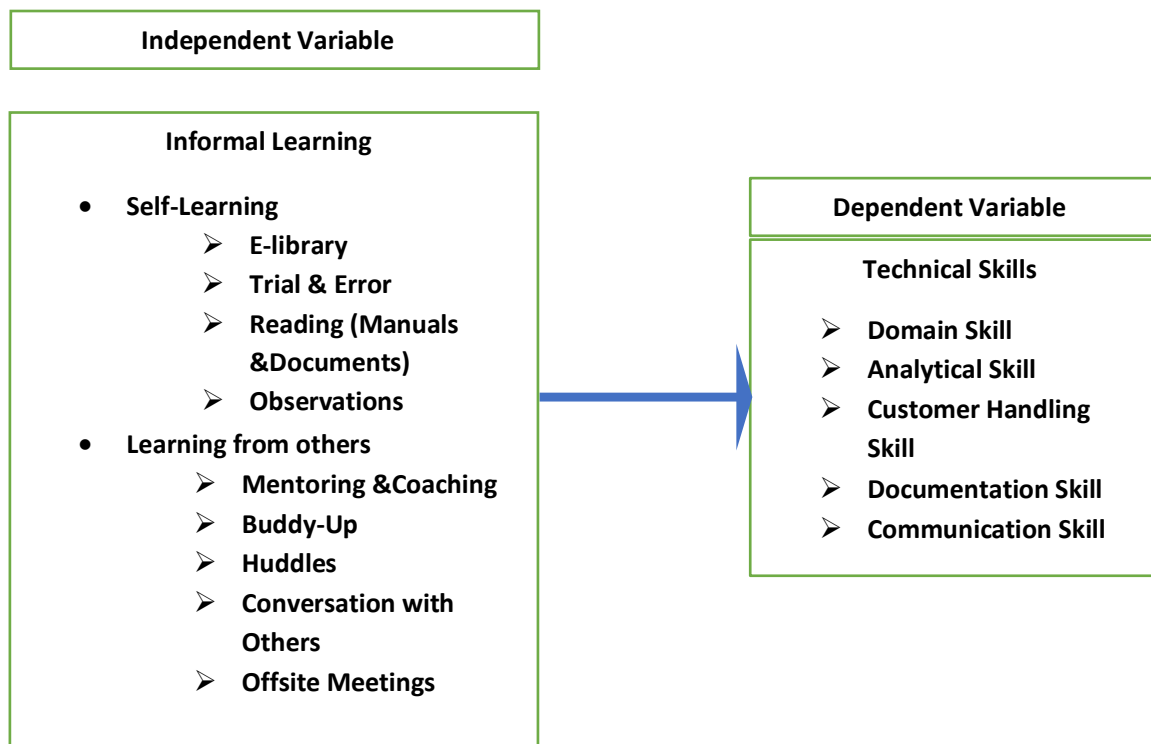 Independent Variable
Informal Learning
• Self-Learning
➢ E-library
➢ Trial & Error
➢ Reading (Manuals
&Documents)
➢ Observations
• Learning from others
➢ Mentoring &Coaching
➢ Buddy-Up
➢ Huddles
➢ Conversation with
Others
➢ Offsite Meetings
Dependent Variable
Technical Skills
➢ Domain Skill
➢ Analytical Skill
➢ Customer Handling
Skill
➢ Documentation Skill
➢ Communication Skill